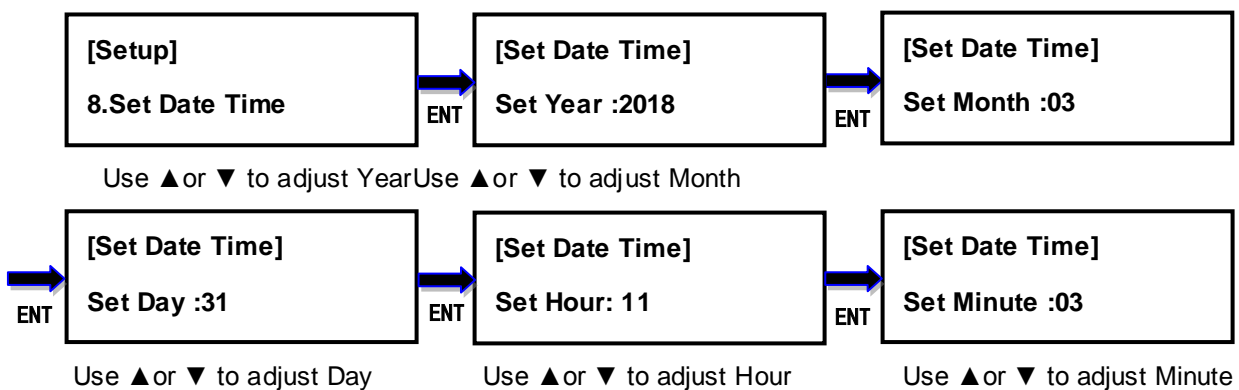 [Setup]
8.Set Date Time
ENT
[Set Date Time]
Set Year :2018
ENT
[Set Date Time]
Set Month :03
Use ▲or ▼ to adjust YearUse ▲or ▼ to adjust Month
ENT
[Set Date Time]
Set Day :31
ENT
[Set Date Time]
Set Hour: 11
ENT
[Set Date Time]
Set Minute :03
Use ▲or ▼ to adjust Day
Use ▲or ▼ to adjust Hour
Use ▲or ▼ to adjust Minute